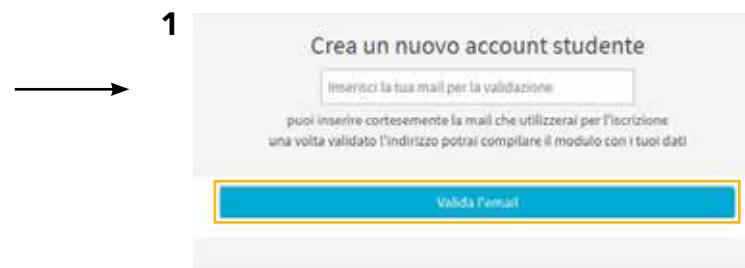 1
Crea un nuovo account studente
Inserisci la tua mail per la validazione
puoi inserire cortesemente la mail che utilizzerai per l'iscrizione
una volta validato l'indirizzo potrai compilare il modulo con i tuoi dati
Valida l'email